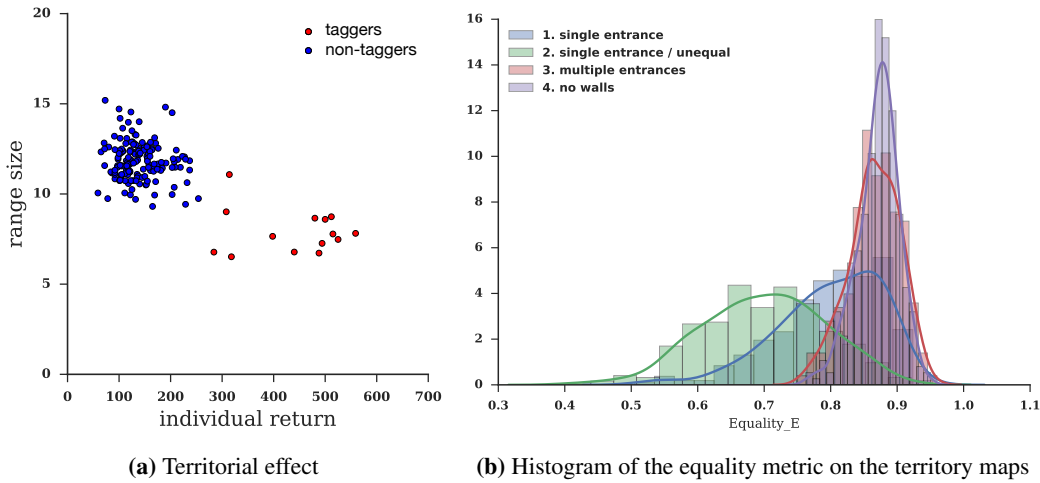 20
15
10
5
0
0 100 200 300 400 500 600 700
range size
individual return
taggers
non-taggers
(a) Territorial effect
16
14
12
10
8
6
4
2
0
0.3 0.4 0.5 0.6 0.7 0.8 0.9 1.0 1.1
Equality_E
1. single entrance
2. single entrance / unequal
3. multiple entrances
4. no walls
(b) Histogram of the equality metric on the territory maps